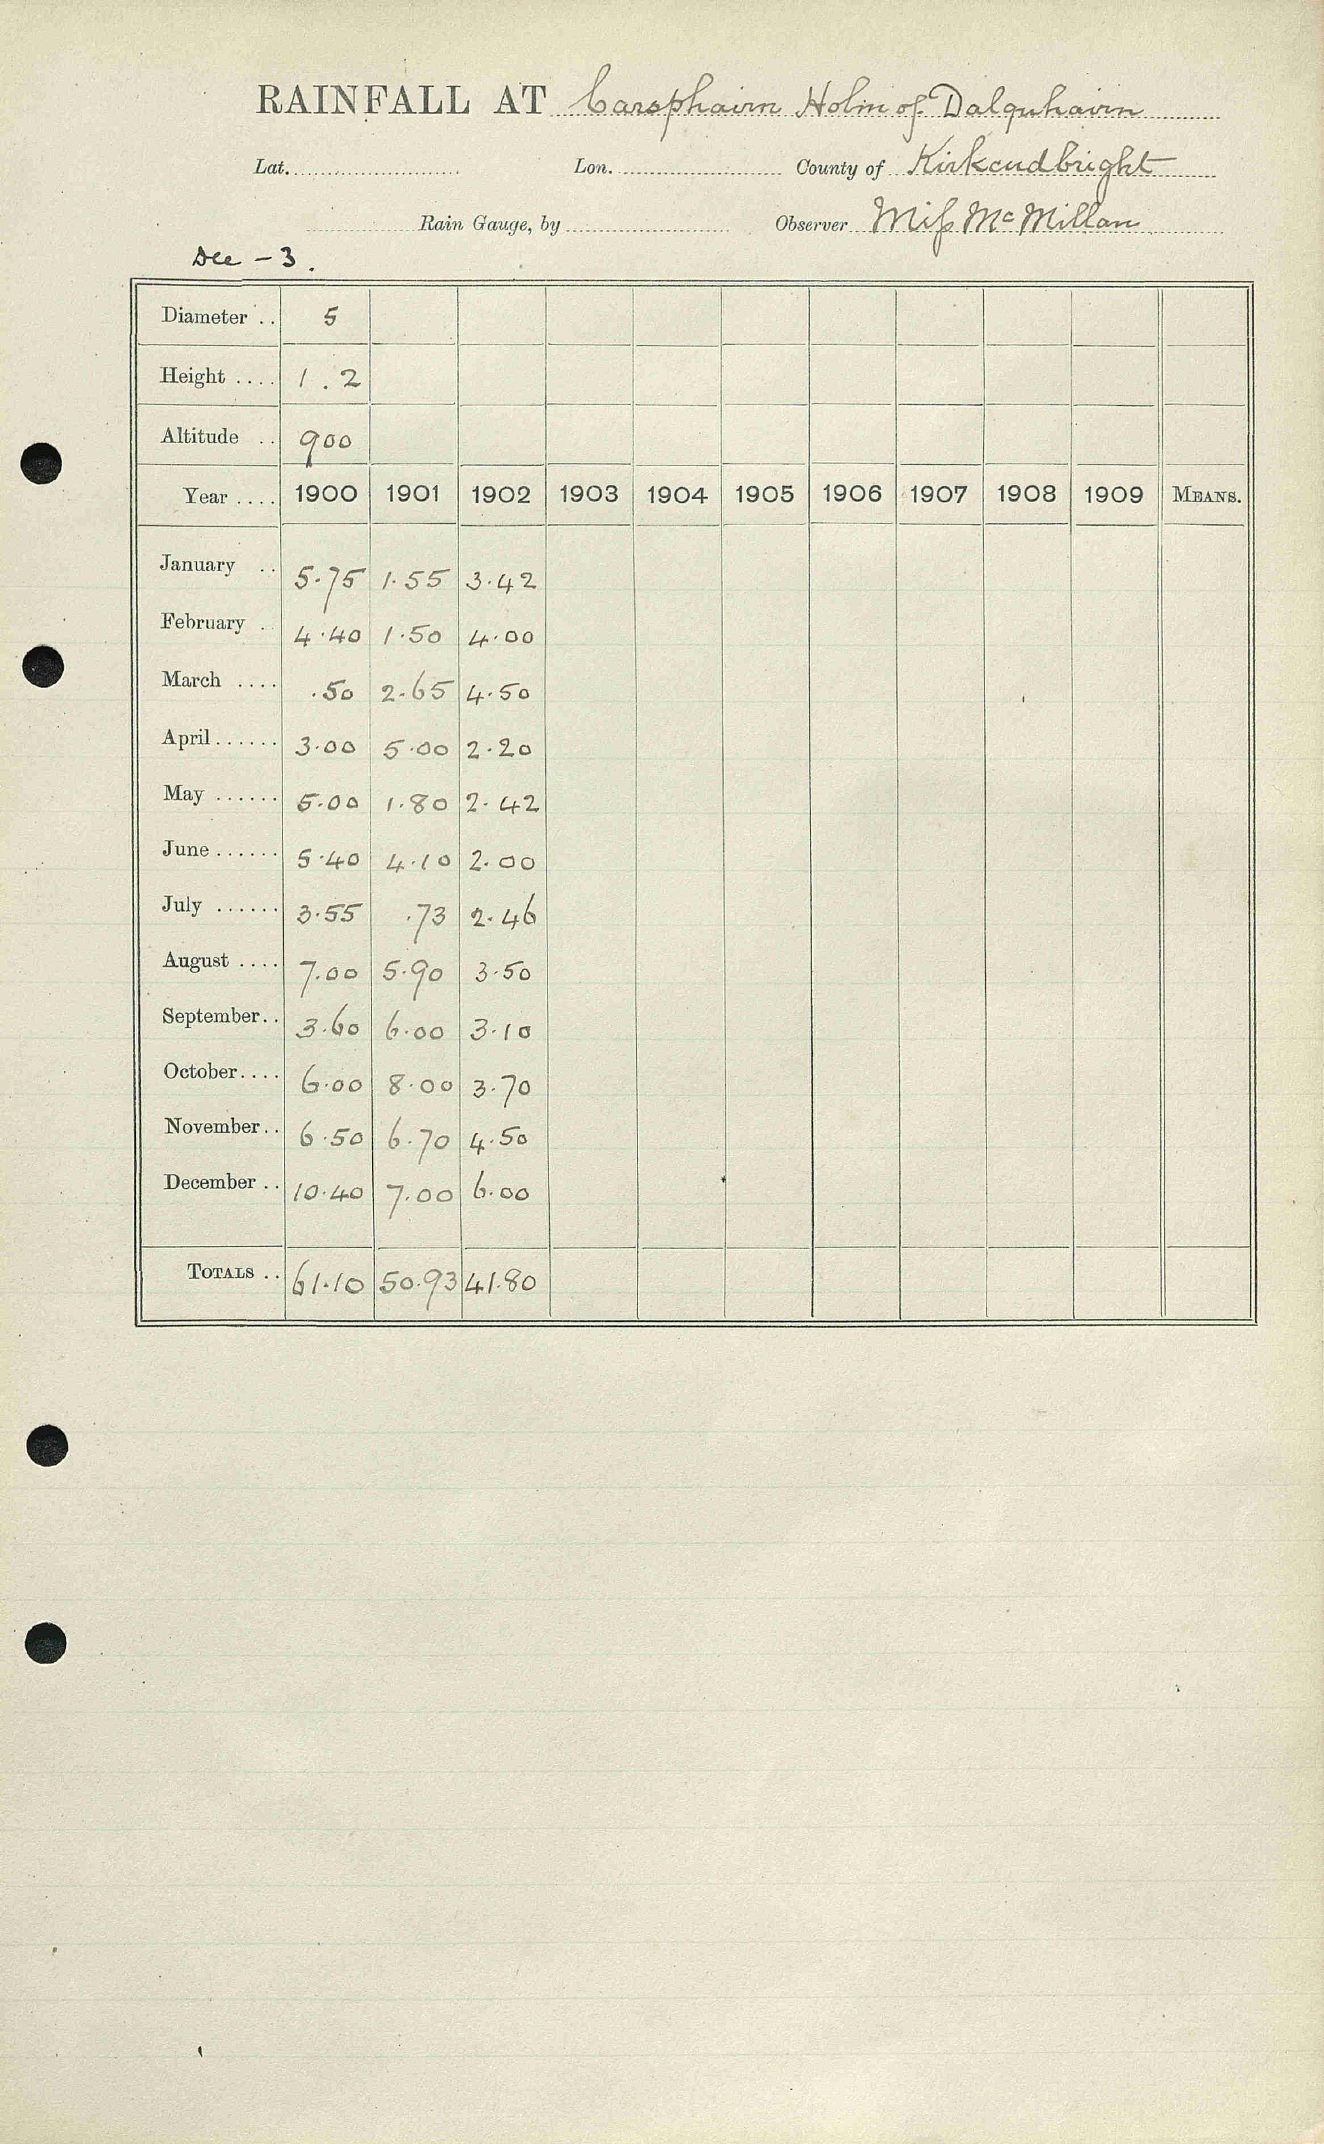 RAINFALL AT Carsphairn Holm of Dalquhairn
Lat. Lon. County of Kirkcudbright
Rain Gauge, by Observer Miss McMillan
Dec - 3.
Diameter .. 5
Height .... 1.2
Altitude .. 900
Year .... 1900 1901 1902 1903 1904 1905 1906 1907 1908 1909 MEANS.
January .. 5.75 1.55 3.42
February . 4.40 1.50 4.00
March .... .50 2.65 4.50
April...... 3.00 5.00 2.20
May ...... 5.00 1.80 2.42
June ...... 5.40 4.10 2.00
July ...... 3.55 .73 2.46
August .... 7.00 5.90 3.50
September.. 3.60 6.00 3.10
October.... 6.00 8.00 3.70
November.. 6.50 6.70 4.50
December .. 10.40 7.00 6.00
TOTALS .. 61.10 50.93 41.80